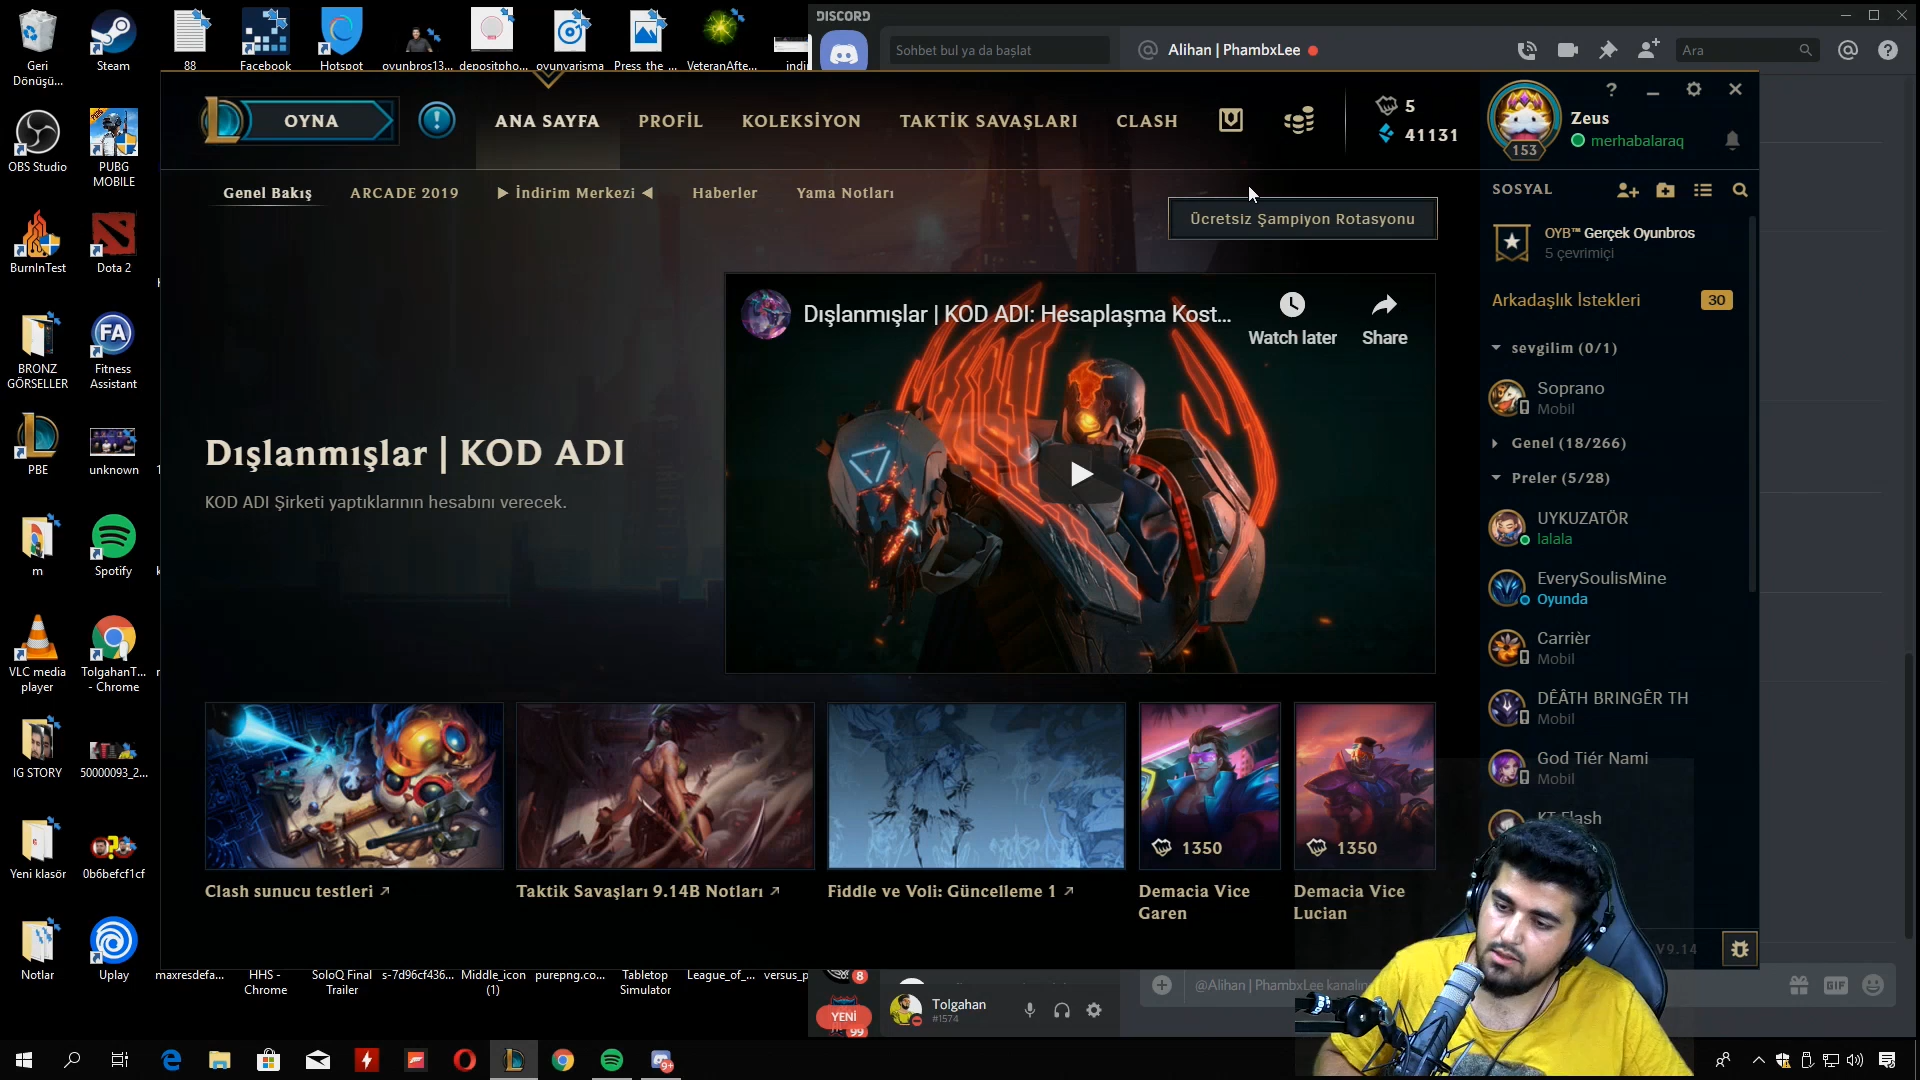 Geri
Dönüşü...
Steam
88
Facebook
Hotspot
oyunbros13...
depositpho...
oyunyarisma
Press_the_...
VeteranAfte...
OBS Studio
PUBG
MOBILE
BurnInTest
Dota 2
BRONZ
GÖRSELLER
Fitness
Assistant
PBE
unknown
m
Spotify
VLC media
player
TolgahanT...
- Chrome
IG STORY
50000093_2...
Yeni klasör
0b6befcf1cf
Notlar
Uplay
maxresdefa...
HHS -
Chrome
SoloQ Final
Trailer
s-7d96cf436...
Middle_icon
(1)
purepng.co...
Tabletop
Simulator
League_of_...
versus_p
DISCORD
Sohbet bul ya da başlat
@ Alihan | PhambxLee
Ara
OYNA
ANA SAYFA
PROFİL
KOLEKSİYON
TAKTİK SAVAŞLARI
CLASH
5
41131
153
Zeus
merhabalaraq
Genel Bakış
ARCADE 2019
▶ İndirim Merkezi ◀
Haberler
Yama Notları
Ücretsiz Şampiyon Rotasyonu
Dışlanmışlar | KOD ADI
KOD ADI Şirketi yaptıklarının hesabını verecek.
Dışlanmışlar | KOD ADI: Hesaplaşma Kost...
Watch later
Share
1350
1350
Clash sunucu testleri ↗
Taktik Savaşları 9.14B Notları ↗
Fiddle ve Voli: Güncelleme 1 ↗
Demacia Vice
Garen
Demacia Vice
Lucian
SOSYAL
OYB™ Gerçek Oyunbros
5 çevrimiçi
Arkadaşlık İstekleri
30
sevgilim (0/1)
Soprano
Mobil
Genel (18/266)
Preler (5/28)
UYKUZATÖR
lalala
EverySoulisMine
Oyunda
Carrièr
Mobil
DÊÂTH BRINGÊR TH
Mobil
God Tiér Nami
Mobil
KT Flash
V9.14
8
YENİ
99
Tolgahan
#1574
@Alihan | PhambxLee
GIF
9+